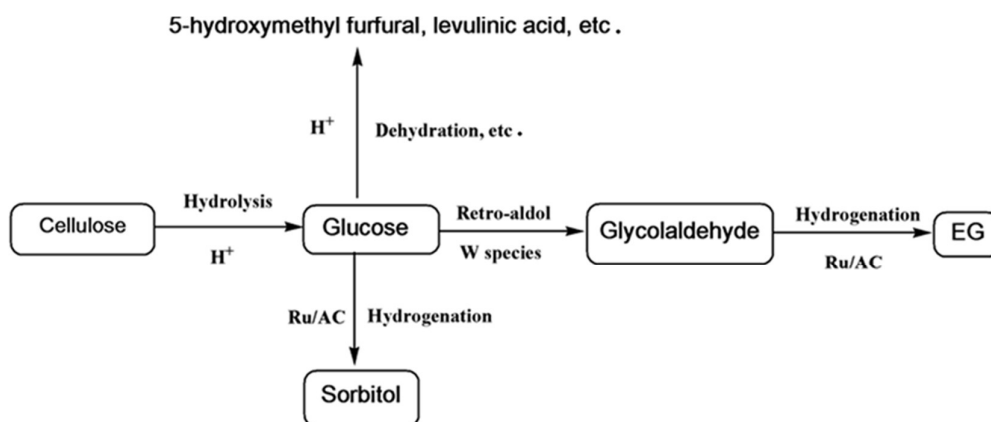 5-hydroxymethyl furfural, levulinic acid, etc.
H+
Dehydration, etc.
Cellulose
Hydrolysis
H+
Glucose
Retro-aldol
W species
Glycolaldehyde
Hydrogenation
Ru/AC
EG
Ru/AC
Hydrogenation
Sorbitol